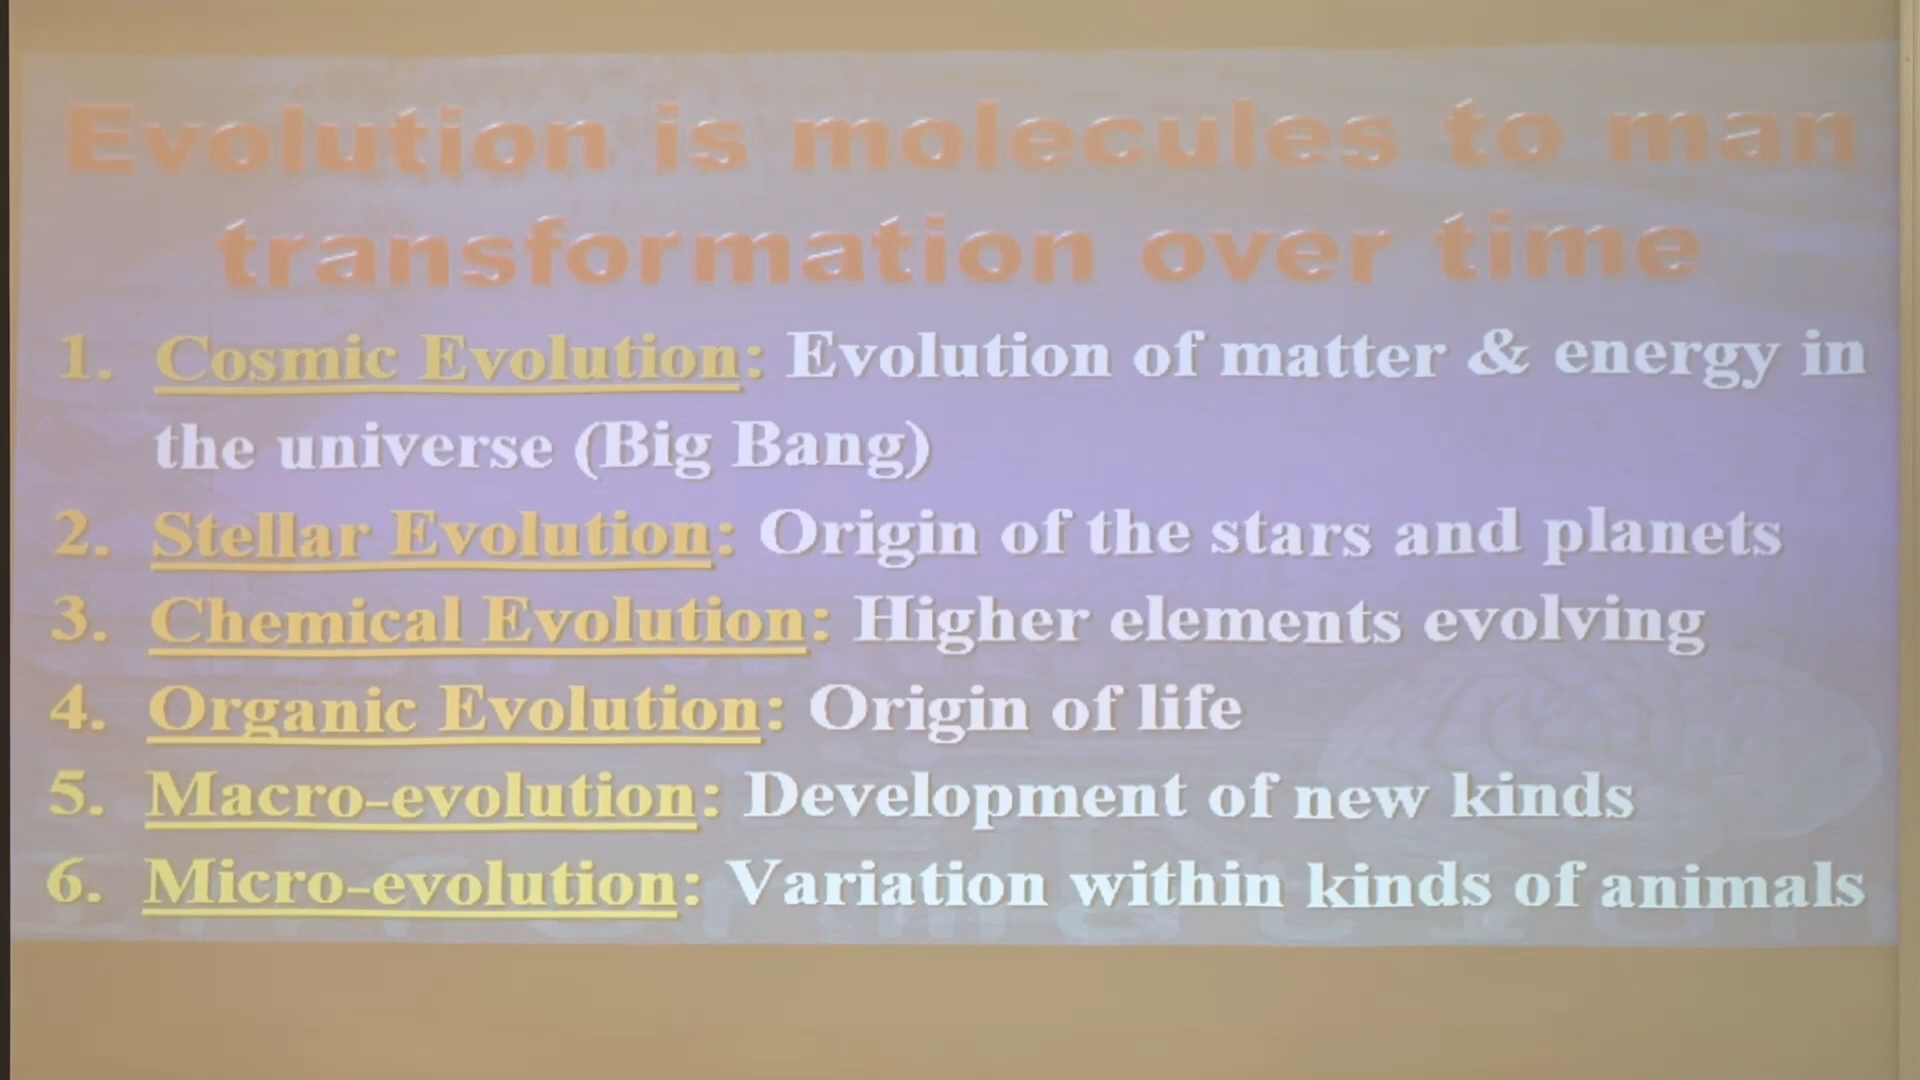 Evolution is molecules to man
transformation over time
1. Cosmic Evolution: Evolution of matter & energy in
the universe (Big Bang)
2. Stellar Evolution: Origin of the stars and planets
3. Chemical Evolution: Higher elements evolving
4. Organic Evolution: Origin of life
5. Macro-evolution: Development of new kinds
6. Micro-evolution: Variation within kinds of animals